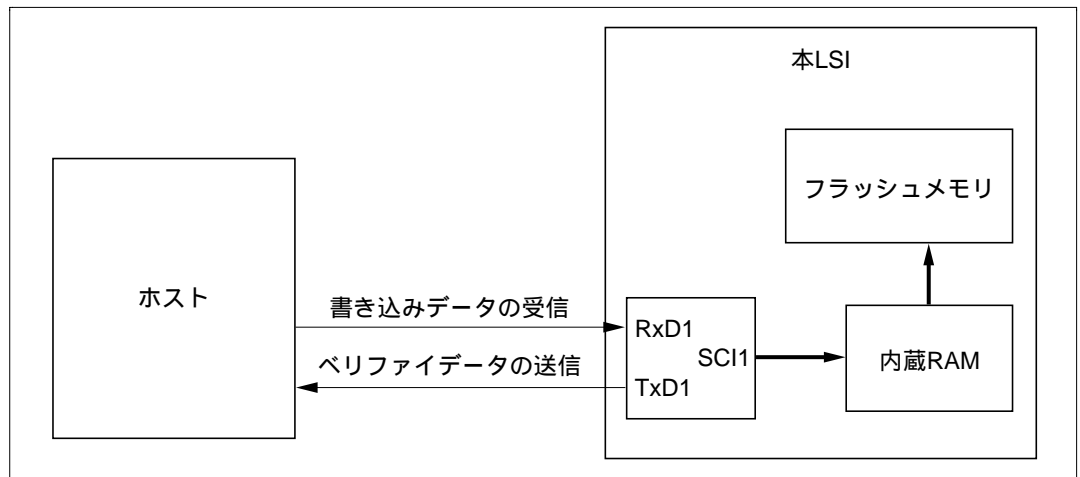 本LSI
フラッシュメモリ
ホスト
書き込みデータの受信
RxD1
SCI1
内蔵RAM
ベリファイデータの送信
TxD1